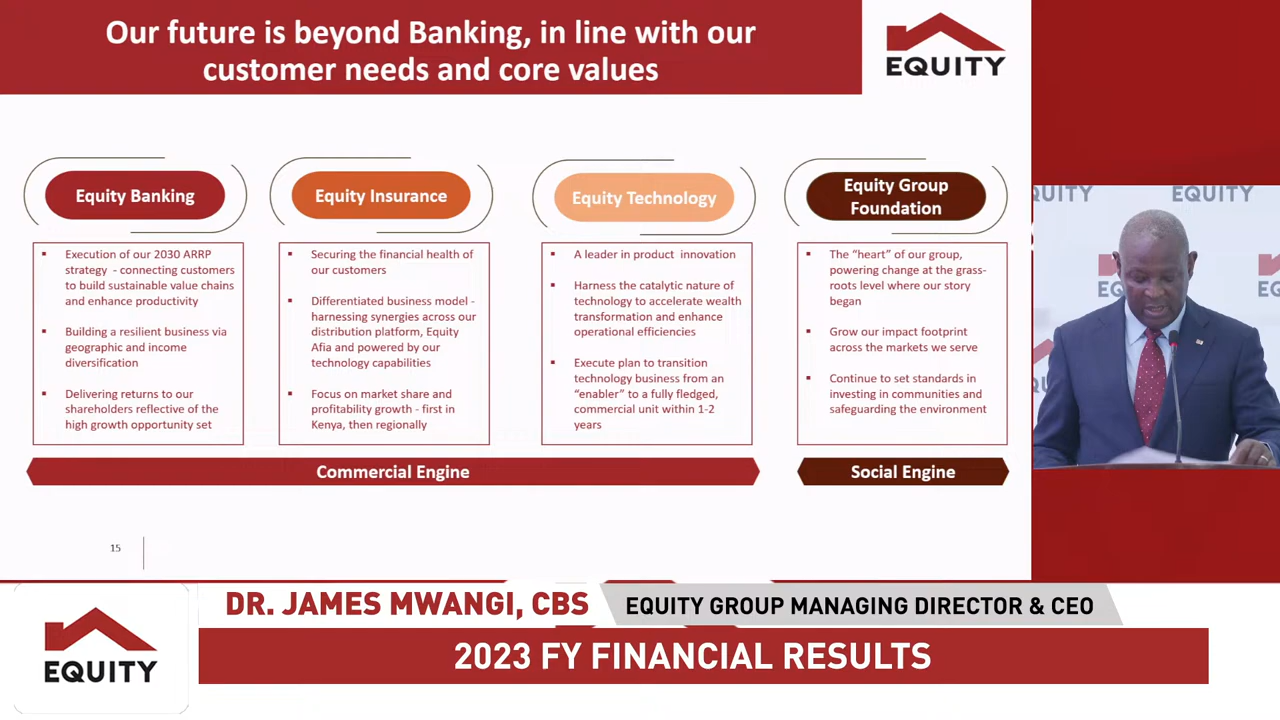 Our future is beyond Banking, in line with our
customer needs and core values
EQUITY
Equity Banking
Execution of our 2030 ARRP
strategy - connecting customers
to build sustainable value chains
and enhance productivity
Building a resilient business via
geographic and income
diversification
Delivering returns to our
shareholders reflective of the
high growth opportunity set
Equity Insurance
Securing the financial health of
our customers
Differentiated business model -
harnessing synergies across our
distribution platform, Equity
Afia and powered by our
technology capabilities
Focus on market share and
profitability growth - first in
Kenya, then regionally
Equity Technology
A leader in product innovation
Harness the catalytic nature of
technology to accelerate wealth
transformation and enhance
operational efficiencies
Execute plan to transition
technology business from an
“enabler” to a fully fledged,
commercial unit within 1-2
years
Equity Group
Foundation
The “heart” of our group,
powering change at the grass-
roots level where our story
began
Grow our impact footprint
across the markets we serve
Continue to set standards in
investing in communities and
safeguarding the environment
Commercial Engine
Social Engine
15
EQUITY
DR. JAMES MWANGI, CBS
EQUITY GROUP MANAGING DIRECTOR & CEO
2023 FY FINANCIAL RESULTS
EQUITY